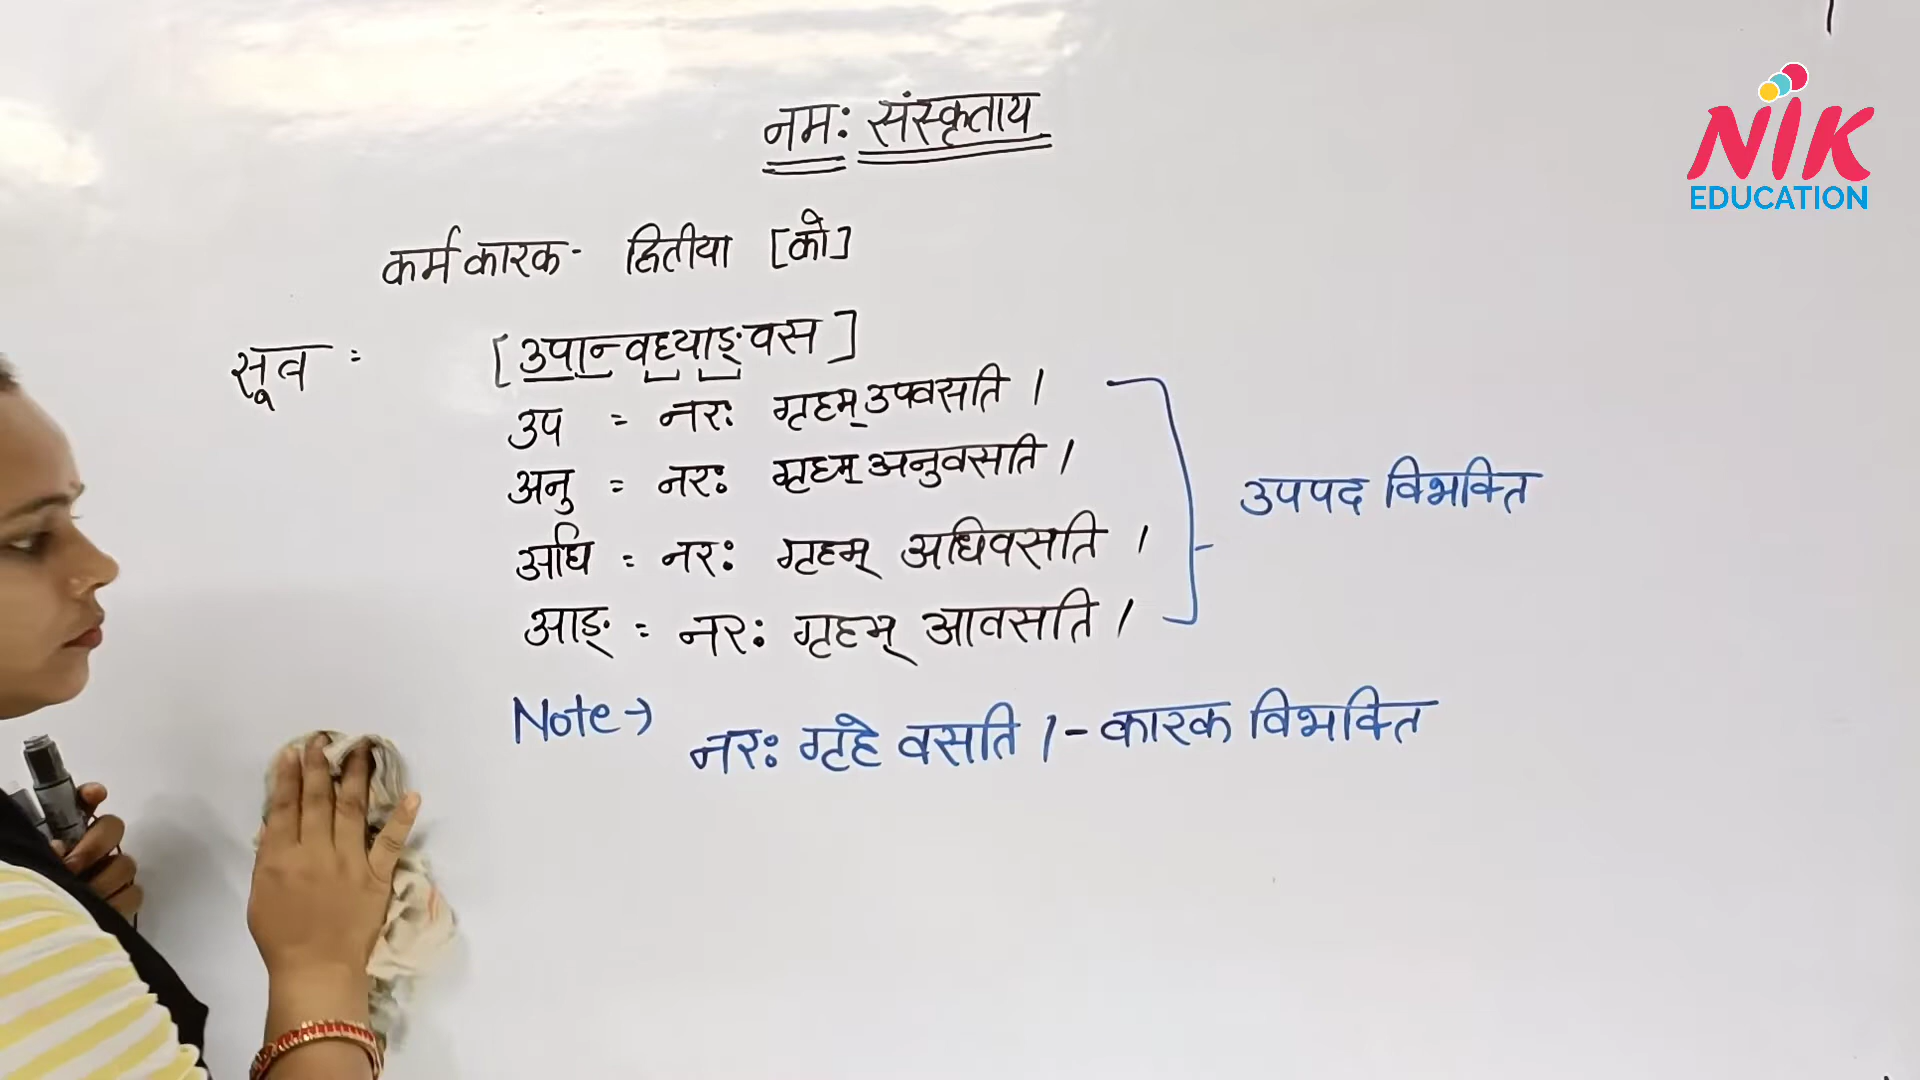 नमः संस्कृताय
NIK
EDUCATION
कर्म कारक - द्वितीया [को]
सूत्र = [उपान्वध्याङ्वस]
उप = नरः गृहम् उपवसति ।
अनु = नरः गृहम् अनुवसति ।
उपपद विभक्ति
अधि = नरः गृहम् अधिवसति ।
आङ् = नरः गृहम् आवसति ।
Note → नरः गृहे वसति । - कारक विभक्ति